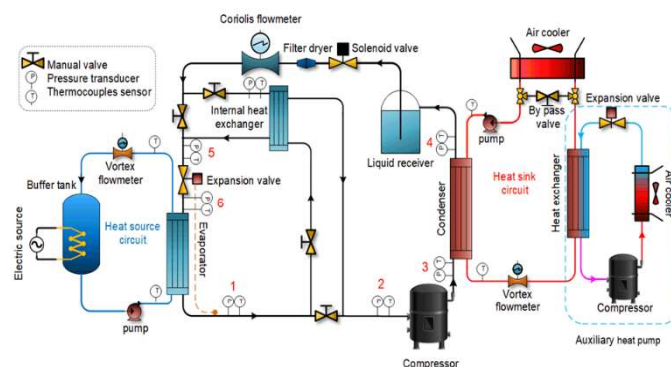 Coriolis flowmeter
Filter dryer
Solenoid valve
Air cooler
Manual valve
Pressure transducer
Thermocouples sensor
P
T
P T
Internal heat
exchanger
By pass
valve
Expansion valve
Liquid receiver
4
P T
pump
T
T
5
P T
Vortex
flowmeter
T
Buffer tank
Electric source
Heat source
circuit
Expansion valve
6
P T
Evaporator
Condenser
Heat sink
circuit
Heat exchanger
Air cooler
3
P T
1
P T
2
P T
T
T
pump
Vortex
flowmeter
Compressor
Compressor
Auxiliary heat pump